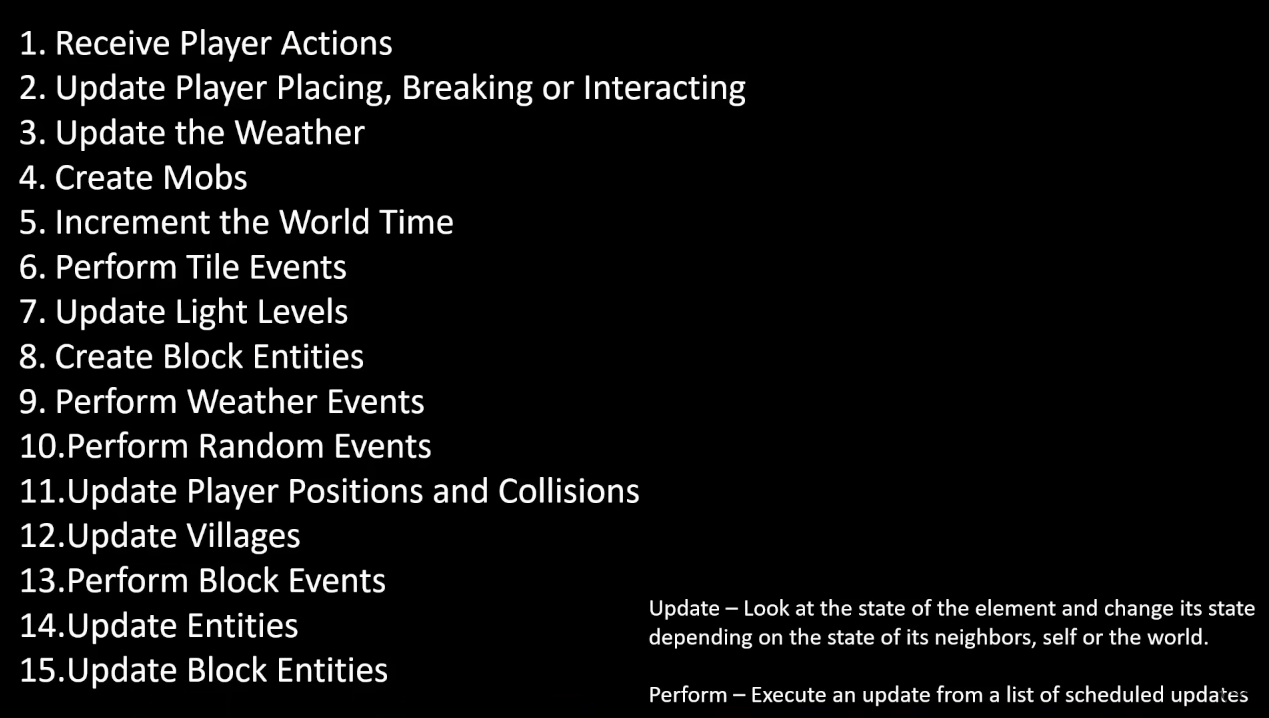 1. Receive Player Actions
2. Update Player Placing, Breaking or Interacting
3. Update the Weather
4. Create Mobs
5. Increment the World Time
6. Perform Tile Events
7. Update Light Levels
8. Create Block Entities
9. Perform Weather Events
10.Perform Random Events
11.Update Player Positions and Collisions
12.Update Villages
13.Perform Block Events
14.Update Entities
15.Update Block Entities
Update – Look at the state of the element and change its state
depending on the state of its neighbors, self or the world.
Perform – Execute an update from a list of scheduled updates